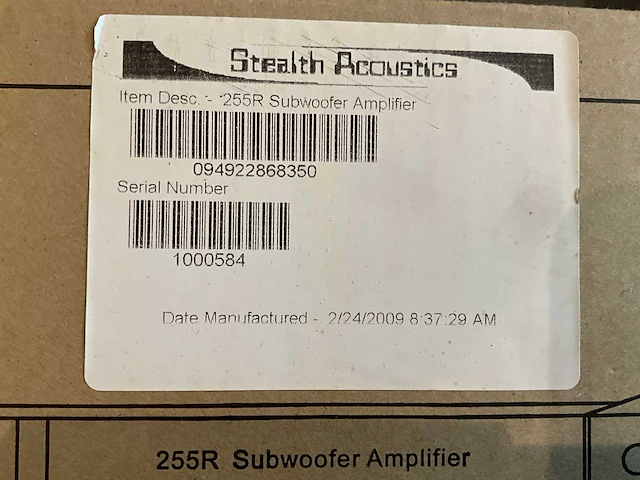 Stealth Acoustics
Item Desc. - 255R Subwoofer Amplifier
094922868350
Serial Number
1000584
Date Manufactured - 2/24/2009 8:37:29 AM
255R Subwoofer Amplifier